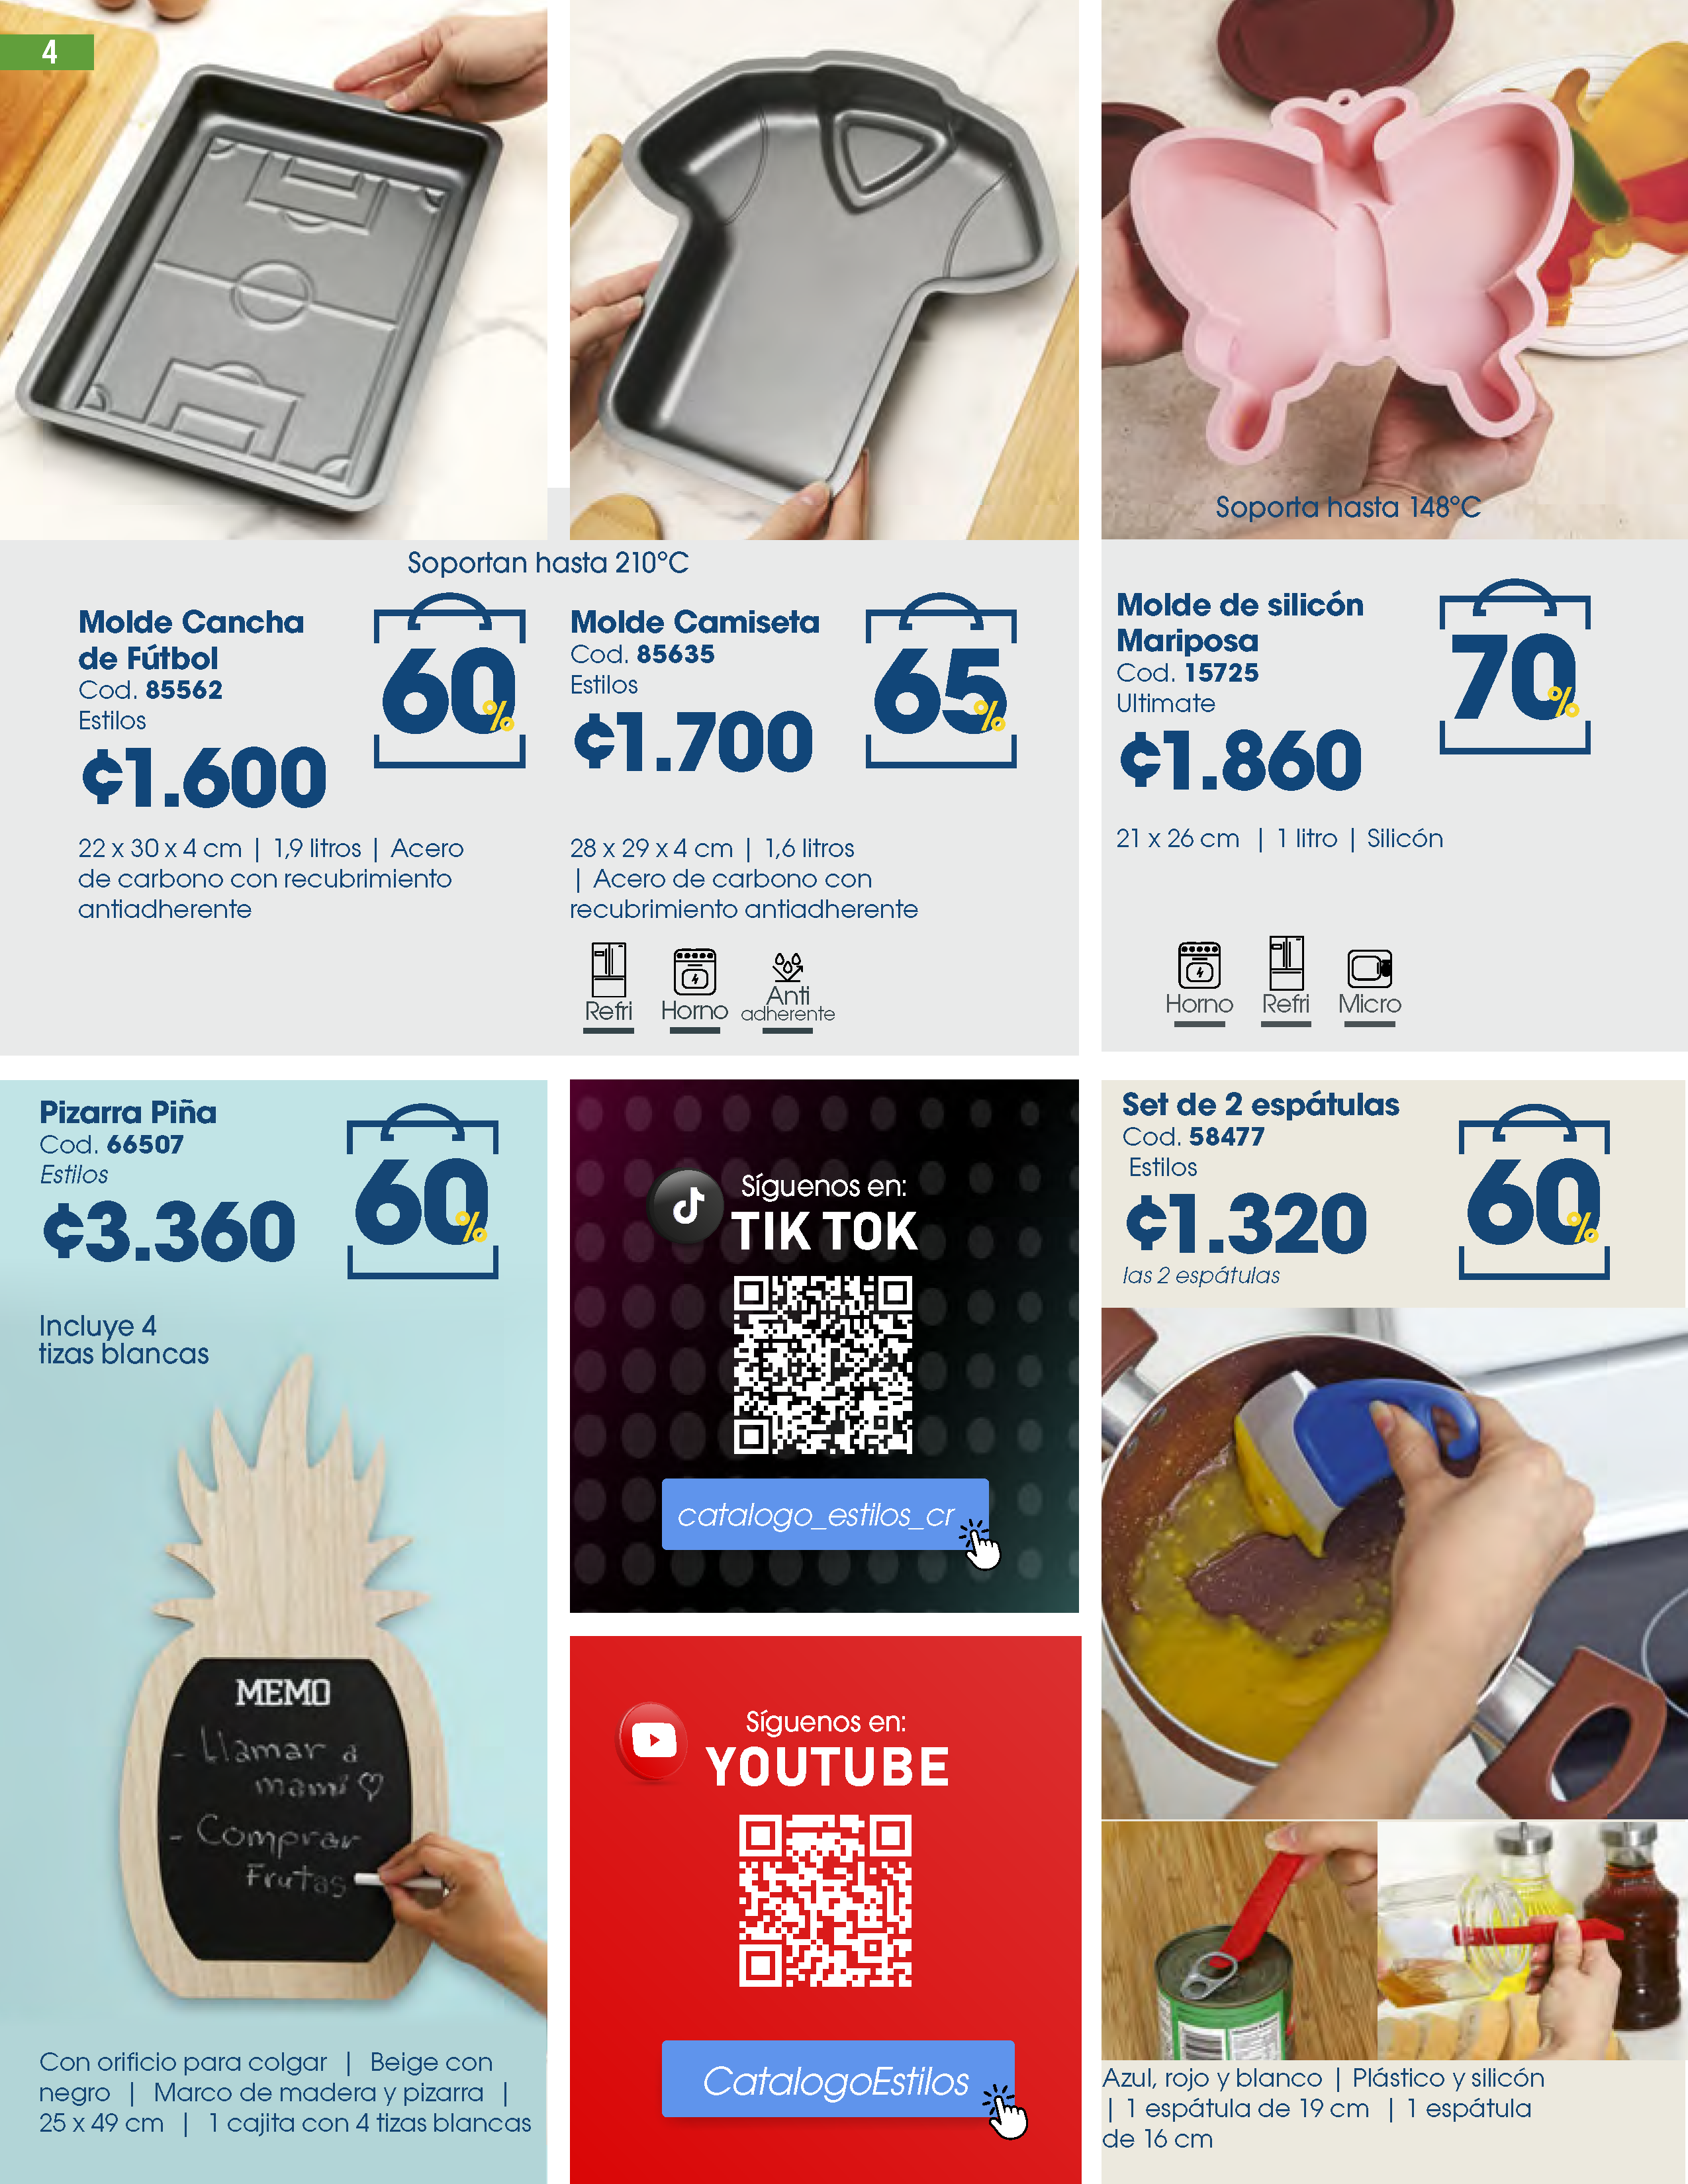 4
Soporta hasta 148°C
Soportan hasta 210°C
Molde Cancha
de Fútbol
Cod. 85562
Estilos
¢1.600
60%
22 x 30 x 4 cm | 1,9 litros | Acero
de carbono con recubrimiento
antiadherente
Molde Camiseta
Cod. 85635
Estilos
¢1.700
65%
28 x 29 x 4 cm | 1,6 litros
| Acero de carbono con
recubrimiento antiadherente
Refri
Horno
Anti
adherente
Molde de silicón
Mariposa
Cod. 15725
Ultimate
¢1.860
70%
21 x 26 cm | 1 litro | Silicón
Horno
Refri
Micro
Pizarra Piña
Cod. 66507
Estilos
¢3.360
60%
Incluye 4
tizas blancas
MEMO
- Llamar a
mami ♡
- Comprar
Frutas
Con orificio para colgar | Beige con
negro | Marco de madera y pizarra |
25 x 49 cm | 1 cajita con 4 tizas blancas
Síguenos en:
TIK TOK
catalogo_estilos_cr
Síguenos en:
YOUTUBE
CatalogoEstilos
Set de 2 espátulas
Cod. 58477
Estilos
¢1.320
las 2 espátulas
60%
Azul, rojo y blanco | Plástico y silicón
| 1 espátula de 19 cm | 1 espátula
de 16 cm